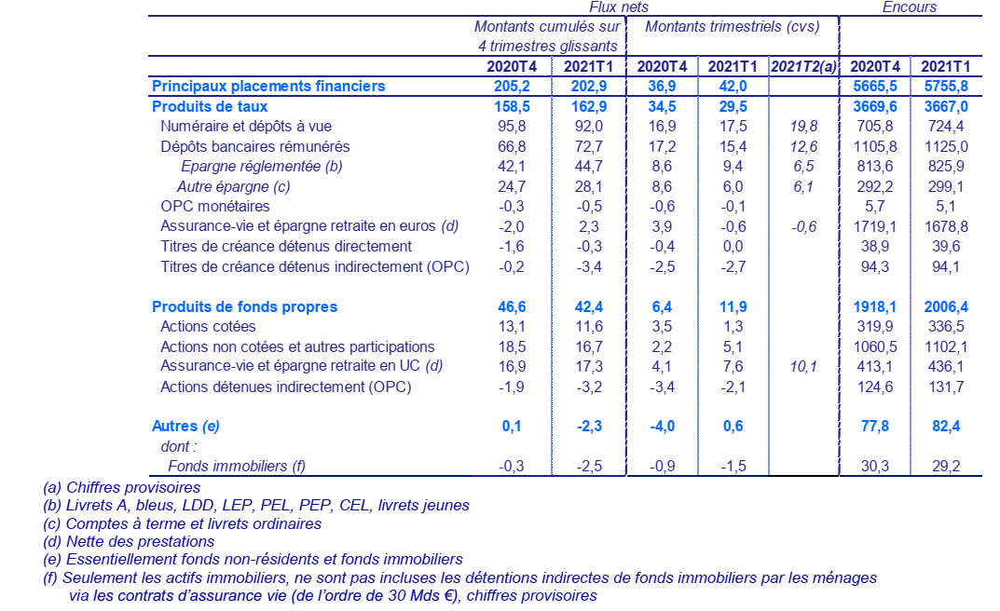 Flux nets Encours
Montants cumulés sur 4 trimestres glissants Montants trimestriels (cvs)
2020T4 2021T1 2020T4 2021T1 2021T2(a) 2020T4 2021T1
Principaux placements financiers 205,2 202,9 36,9 42,0 5665,5 5755,8
Produits de taux 158,5 162,9 34,5 29,5 3669,6 3667,0
Numéraire et dépôts à vue 95,8 92,0 16,9 17,5 19,8 705,8 724,4
Dépôts bancaires rémunérés 66,8 72,7 17,2 15,4 12,6 1105,8 1125,0
Epargne réglementée (b) 42,1 44,7 8,6 9,4 6,5 813,6 825,9
Autre épargne (c) 24,7 28,1 8,6 6,0 6,1 292,2 299,1
OPC monétaires -0,3 -0,5 -0,6 -0,1 5,7 5,1
Assurance-vie et épargne retraite en euros (d) -2,0 2,3 3,9 -0,6 -0,6 1719,1 1678,8
Titres de créance détenus directement -1,6 -0,3 -0,4 0,0 38,9 39,6
Titres de créance détenus indirectement (OPC) -0,2 -3,4 -2,5 -2,7 94,3 94,1
Produits de fonds propres 46,6 42,4 6,4 11,9 1918,1 2006,4
Actions cotées 13,1 11,6 3,5 1,3 319,9 336,5
Actions non cotées et autres participations 18,5 16,7 2,2 5,1 1060,5 1102,1
Assurance-vie et épargne retraite en UC (d) 16,9 17,3 4,1 7,6 10,1 413,1 436,1
Actions détenues indirectement (OPC) -1,9 -3,2 -3,4 -2,1 124,6 131,7
Autres (e) 0,1 -2,3 -4,0 0,6 77,8 82,4
dont :
Fonds immobiliers (f) -0,3 -2,5 -0,9 -1,5 30,3 29,2
(a) Chiffres provisoires
(b) Livrets A, bleus, LDD, LEP, PEL, PEP, CEL, livrets jeunes
(c) Comptes à terme et livrets ordinaires
(d) Nette des prestations
(e) Essentiellement fonds non-résidents et fonds immobiliers
(f) Seulement les actifs immobiliers, ne sont pas incluses les détentions indirectes de fonds immobiliers par les ménages
via les contrats d'assurance vie (de l'ordre de 30 Mds €), chiffres provisoires